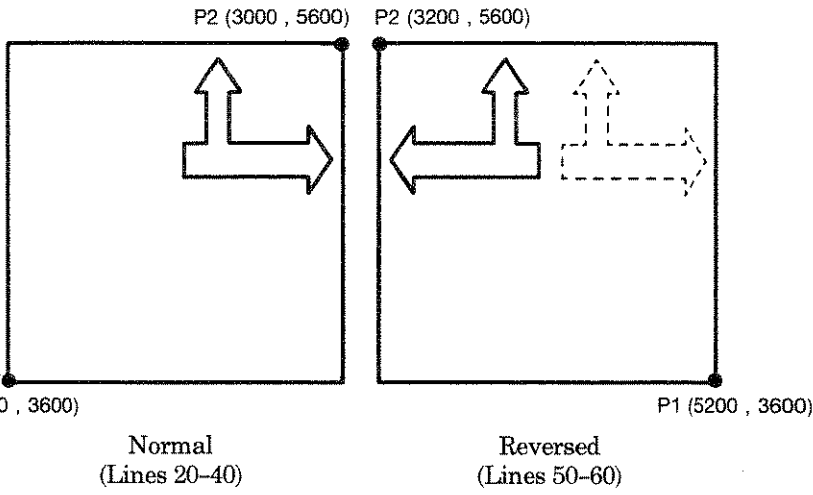 P2 (3000 , 5600) P2 (3200 , 5600)
0 , 3600)
P1 (5200 , 3600)
Normal
(Lines 20–40)
Reversed
(Lines 50–60)